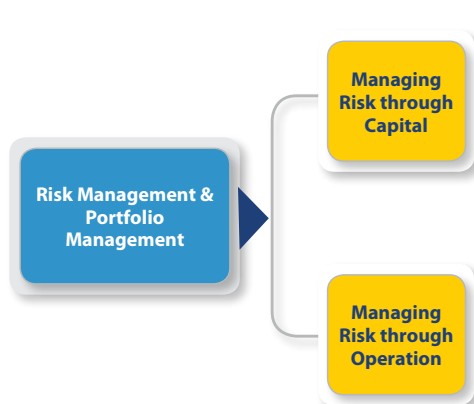 Managing
Risk through
Capital
Risk Management &
Portfolio
Management
Managing
Risk through
Operation